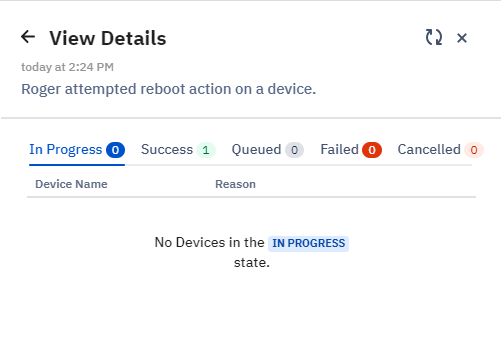 View Details
today at 2:24 PM
Roger attempted reboot action on a device.
In Progress 0 Success 1 Queued 0 Failed 0 Cancelled 0
Device Name Reason
No Devices in the IN PROGRESS
state.